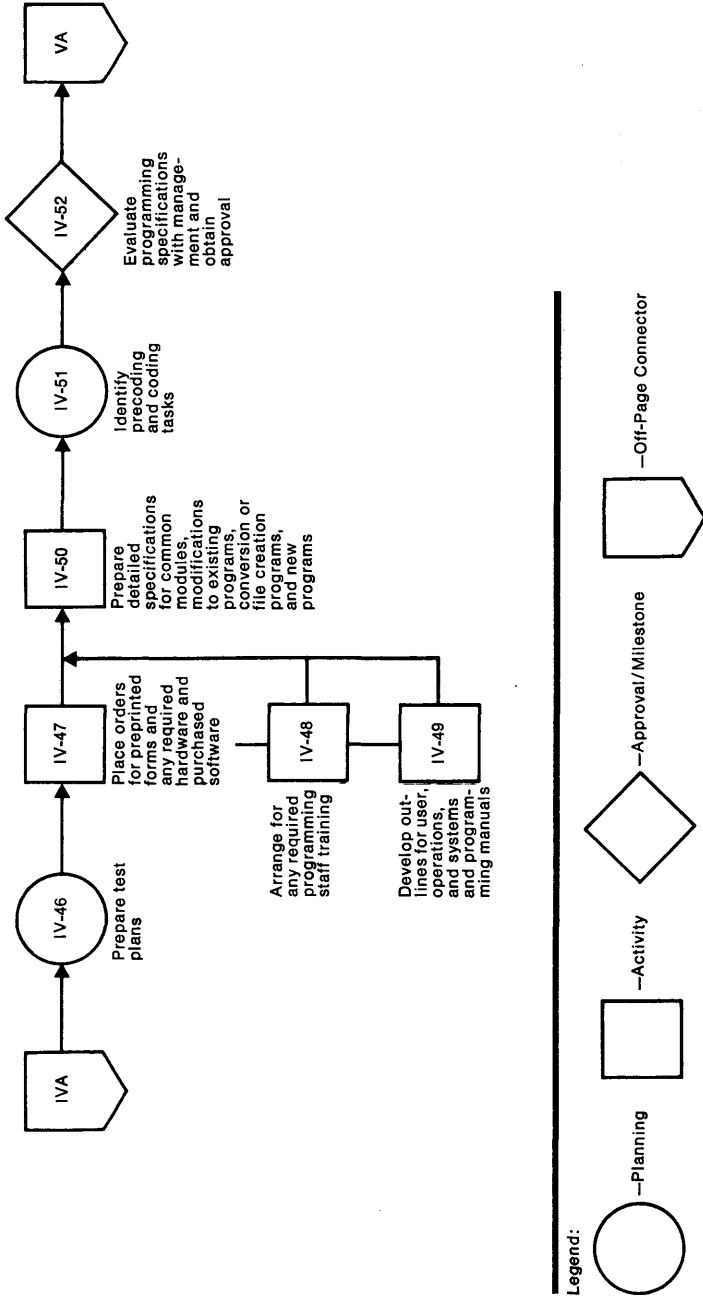 IVA
IV-46
Prepare test
plans
IV-47
Place orders
for preprinted
forms and
any required
hardware and
purchased
software
IV-48
Arrange for
any required
programming
staff training
IV-49
Develop out-
lines for user,
operations,
and systems
and program-
ming manuals
IV-50
Prepare
detailed
specifications
for common
modules,
modifications
to existing
programs,
conversion or
file creation
programs,
and new
programs
IV-51
Identify
precoding
and coding
tasks
IV-52
Evaluate
programming
specifications
with manage-
ment and
obtain
approval
VA
Legend:
—Planning
—Activity
—Approval/Milestone
—Off-Page Connector